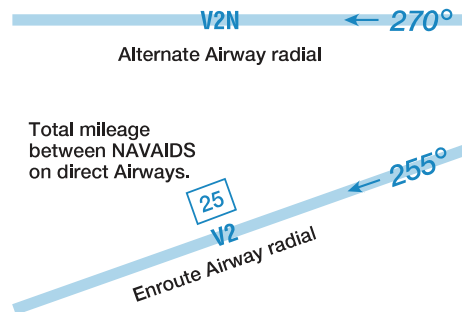 V2N ← 270°
Alternate Airway radial
Total mileage
between NAVAIDS
on direct Airways.
← 255°
25
V2
Enroute Airway radial